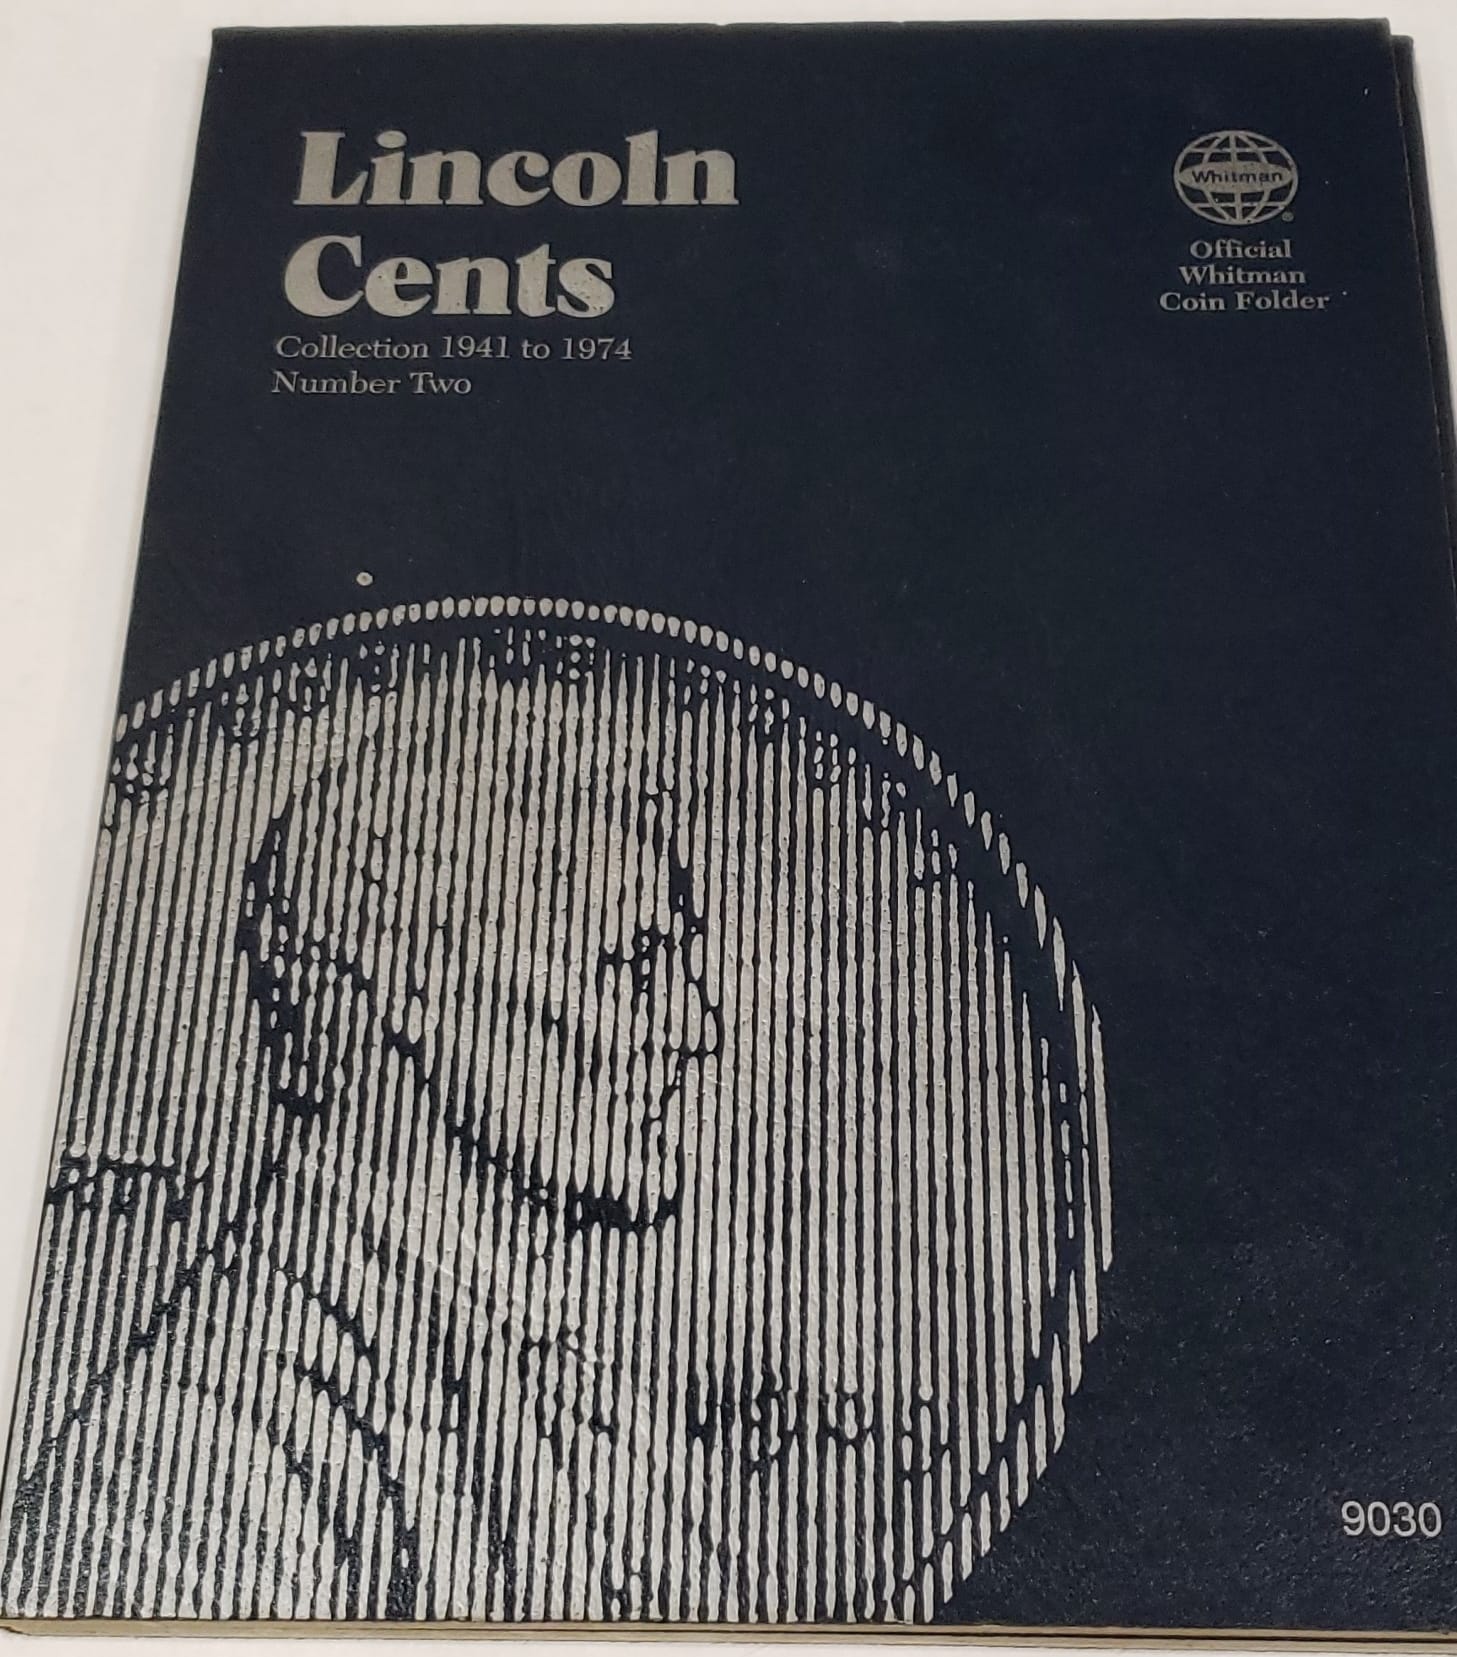 Lincoln
Cents
Collection 1941 to 1974
Number Two
Whitman
®
Official
Whitman
Coin Folder
9030